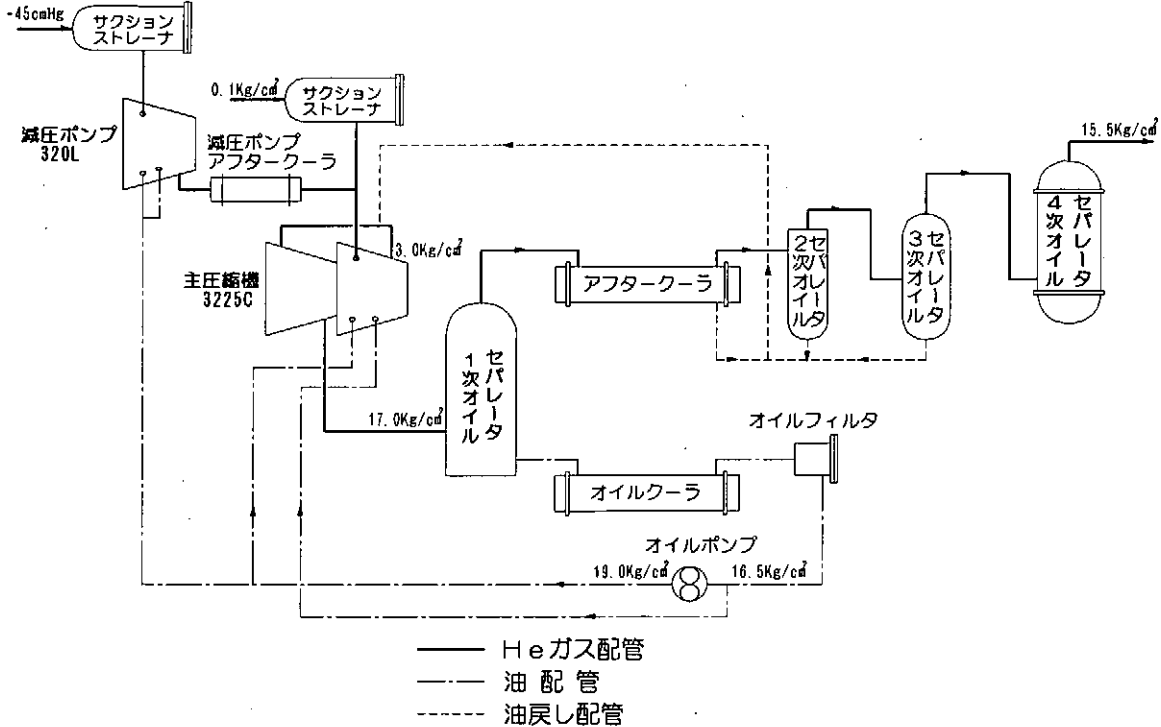 -45cmHg
サクション
ストレーナ
0.1Kg/cm²
サクション
ストレーナ
減圧ポンプ
320L
減圧ポンプ
アフタークーラ
15.5Kg/cm²
主圧縮機
3225C
3.0Kg/cm²
17.0Kg/cm²
1次オイル
セパレータ
アフタークーラ
2次オイル
セパレータ
3次オイル
セパレータ
4次オイル
セパレータ
オイルフィルタ
オイルクーラ
オイルポンプ
19.0Kg/cm²
16.5Kg/cm²
Heガス配管
油配管
油戻し配管